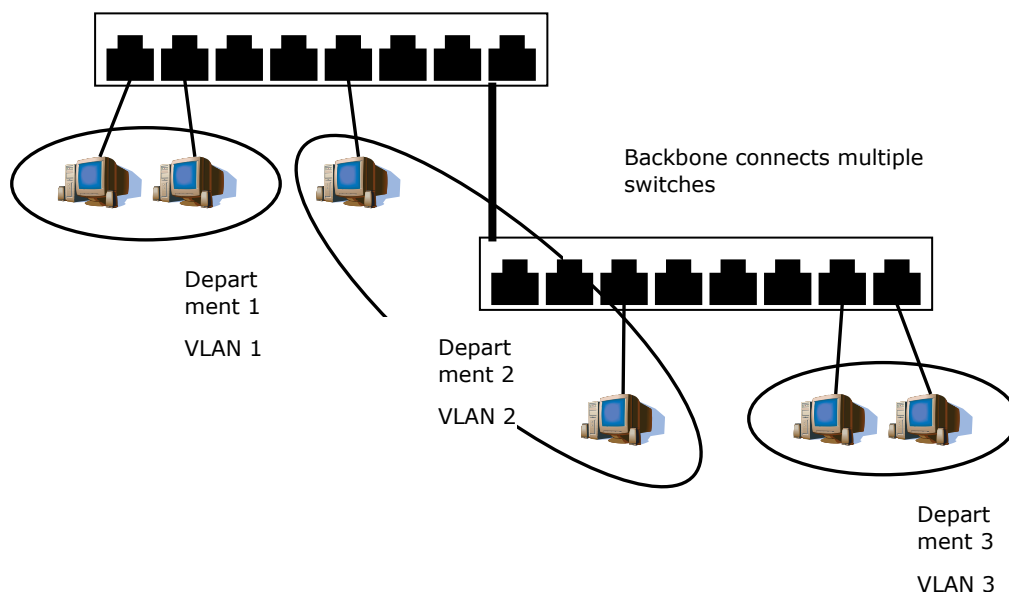 Backbone connects multiple
switches
Depart
ment 1
VLAN 1
Depart
ment 2
VLAN 2
Depart
ment 3
VLAN 3